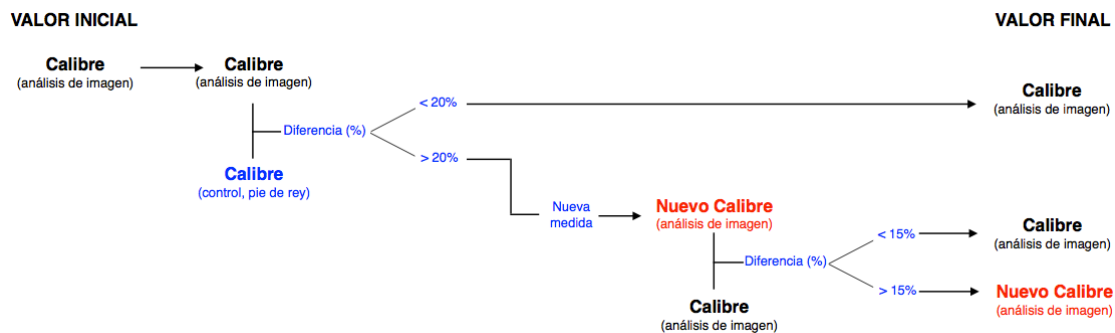 VALOR INICIAL
VALOR FINAL
Calibre
(análisis de imagen)
Calibre
(análisis de imagen)
Calibre
(análisis de imagen)
< 20%
Diferencia (%)
> 20%
Calibre
(control, pie de rey)
Nueva
medida
Nuevo Calibre
(análisis de imagen)
Calibre
(análisis de imagen)
< 15%
Diferencia (%)
> 15%
Nuevo Calibre
(análisis de imagen)
Calibre
(análisis de imagen)